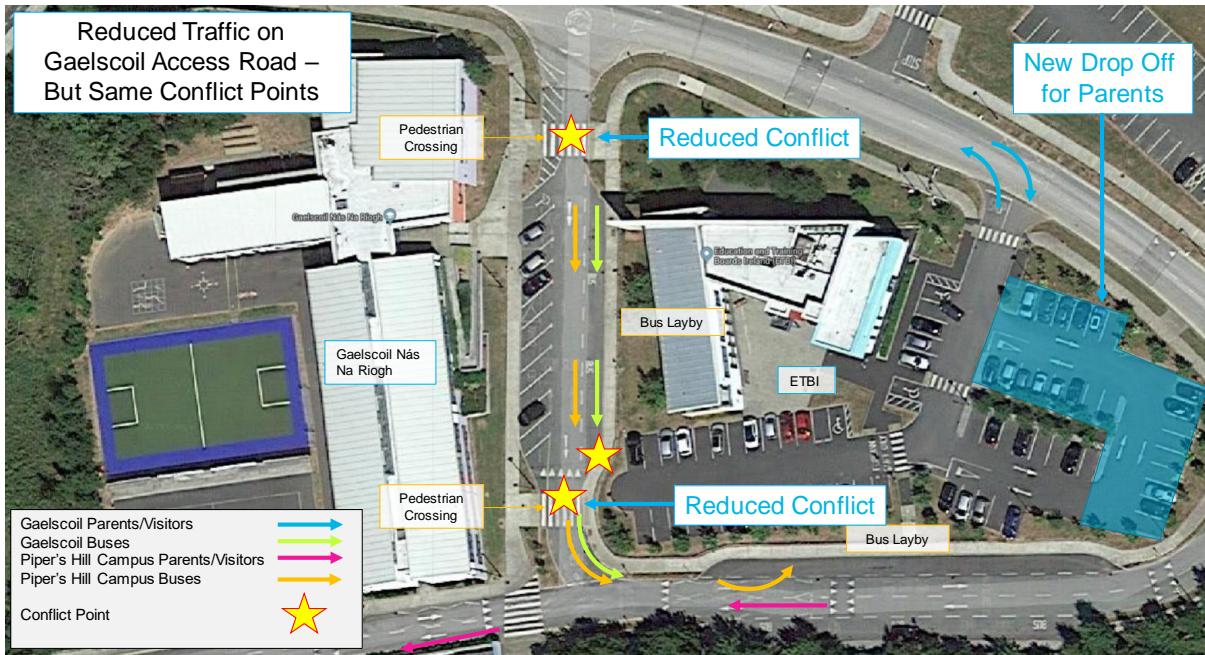 Reduced Traffic on
Gaelscoil Access Road –
But Same Conflict Points
New Drop Off
for Parents
Pedestrian
Crossing
Reduced Conflict
Gaelscoil Nás Na Ríogh
Education and Training
Boards Ireland (ETBI)
Bus Layby
Gaelscoil Nás
Na Riogh
ETBI
Pedestrian
Crossing
Reduced Conflict
Bus Layby
Gaelscoil Parents/Visitors
Gaelscoil Buses
Piper's Hill Campus Parents/Visitors
Piper's Hill Campus Buses
Conflict Point
STOP
BUS